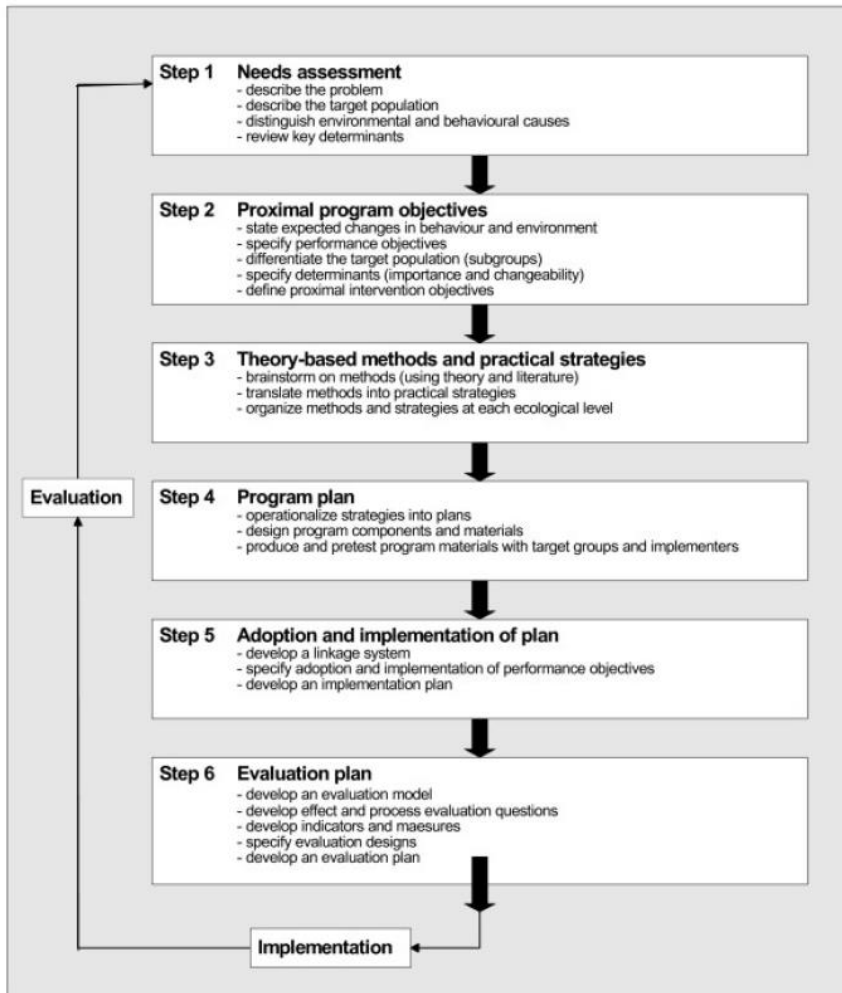 Step 1 Needs assessment
- describe the problem
- describe the target population
- distinguish environmental and behavioural causes
- review key determinants
Step 2 Proximal program objectives
- state expected changes in behaviour and environment
- specify performance objectives
- differentiate the target population (subgroups)
- specify determinants (importance and changeability)
- define proximal intervention objectives
Step 3 Theory-based methods and practical strategies
- brainstorm on methods (using theory and literature)
- translate methods into practical strategies
- organize methods and strategies at each ecological level
Evaluation
Step 4 Program plan
- operationalize strategies into plans
- design program components and materials
- produce and pretest program materials with target groups and implementers
Step 5 Adoption and implementation of plan
- develop a linkage system
- specify adoption and implementation of performance objectives
- develop an implementation plan
Step 6 Evaluation plan
- develop an evaluation model
- develop effect and process evaluation questions
- develop indicators and maesures
- specify evaluation designs
- develop an evaluation plan
Implementation